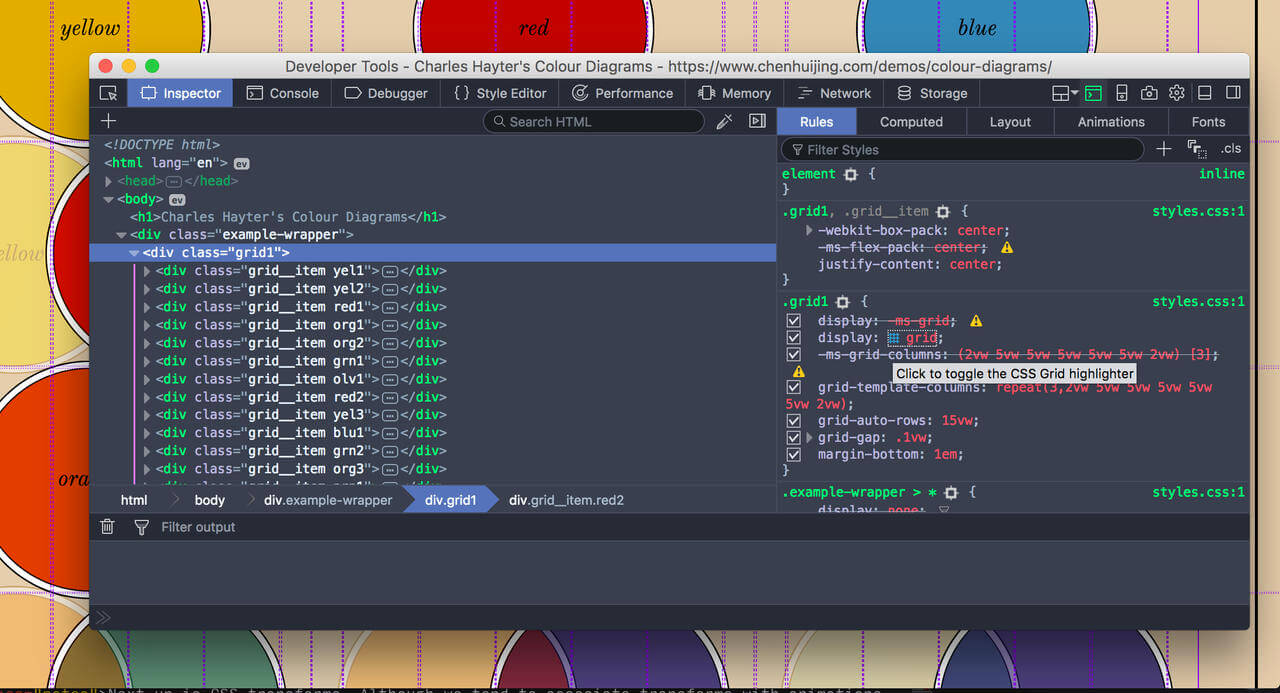 yellow
red
blue
Developer Tools - Charles Hayter's Colour Diagrams - https://www.chenhuijing.com/demos/colour-diagrams/
Inspector Console Debugger { } Style Editor Performance Memory Network Storage
+ Search HTML
<!DOCTYPE html>
<html lang="en"> ev
<head>…</head>
<body> ev
<h1>Charles Hayter's Colour Diagrams</h1>
<div class="example-wrapper">
<div class="grid1">
<div class="grid__item yel1">…</div>
<div class="grid__item yel2">…</div>
<div class="grid__item red1">…</div>
<div class="grid__item org1">…</div>
<div class="grid__item org2">…</div>
<div class="grid__item grn1">…</div>
<div class="grid__item olv1">…</div>
<div class="grid__item red2">…</div>
<div class="grid__item yel3">…</div>
<div class="grid__item blu1">…</div>
<div class="grid__item grn2">…</div>
<div class="grid__item org3">…</div>
html body div.example-wrapper div.grid1 div.grid__item.red2
Rules Computed Layout Animations Fonts
Filter Styles + .cls
element { inline
}
.grid1, .grid__item { styles.css:1
-webkit-box-pack: center;
-ms-flex-pack: center;
justify-content: center;
}
.grid1 { styles.css:1
display: -ms-grid;
display: grid;
-ms-grid-columns: (2vw 5vw 5vw 5vw 5vw 5vw 2vw) [3];
Click to toggle the CSS Grid highlighter
grid-template-columns: repeat(3,2vw 5vw 5vw 5vw 5vw
5vw 2vw);
grid-auto-rows: 15vw;
grid-gap: .1vw;
margin-bottom: 1em;
}
.example-wrapper > * { styles.css:1
display: none;
Filter output
>>
ellow
ora
Next up is CSS transforms. Although we tend to associate transforms with animations